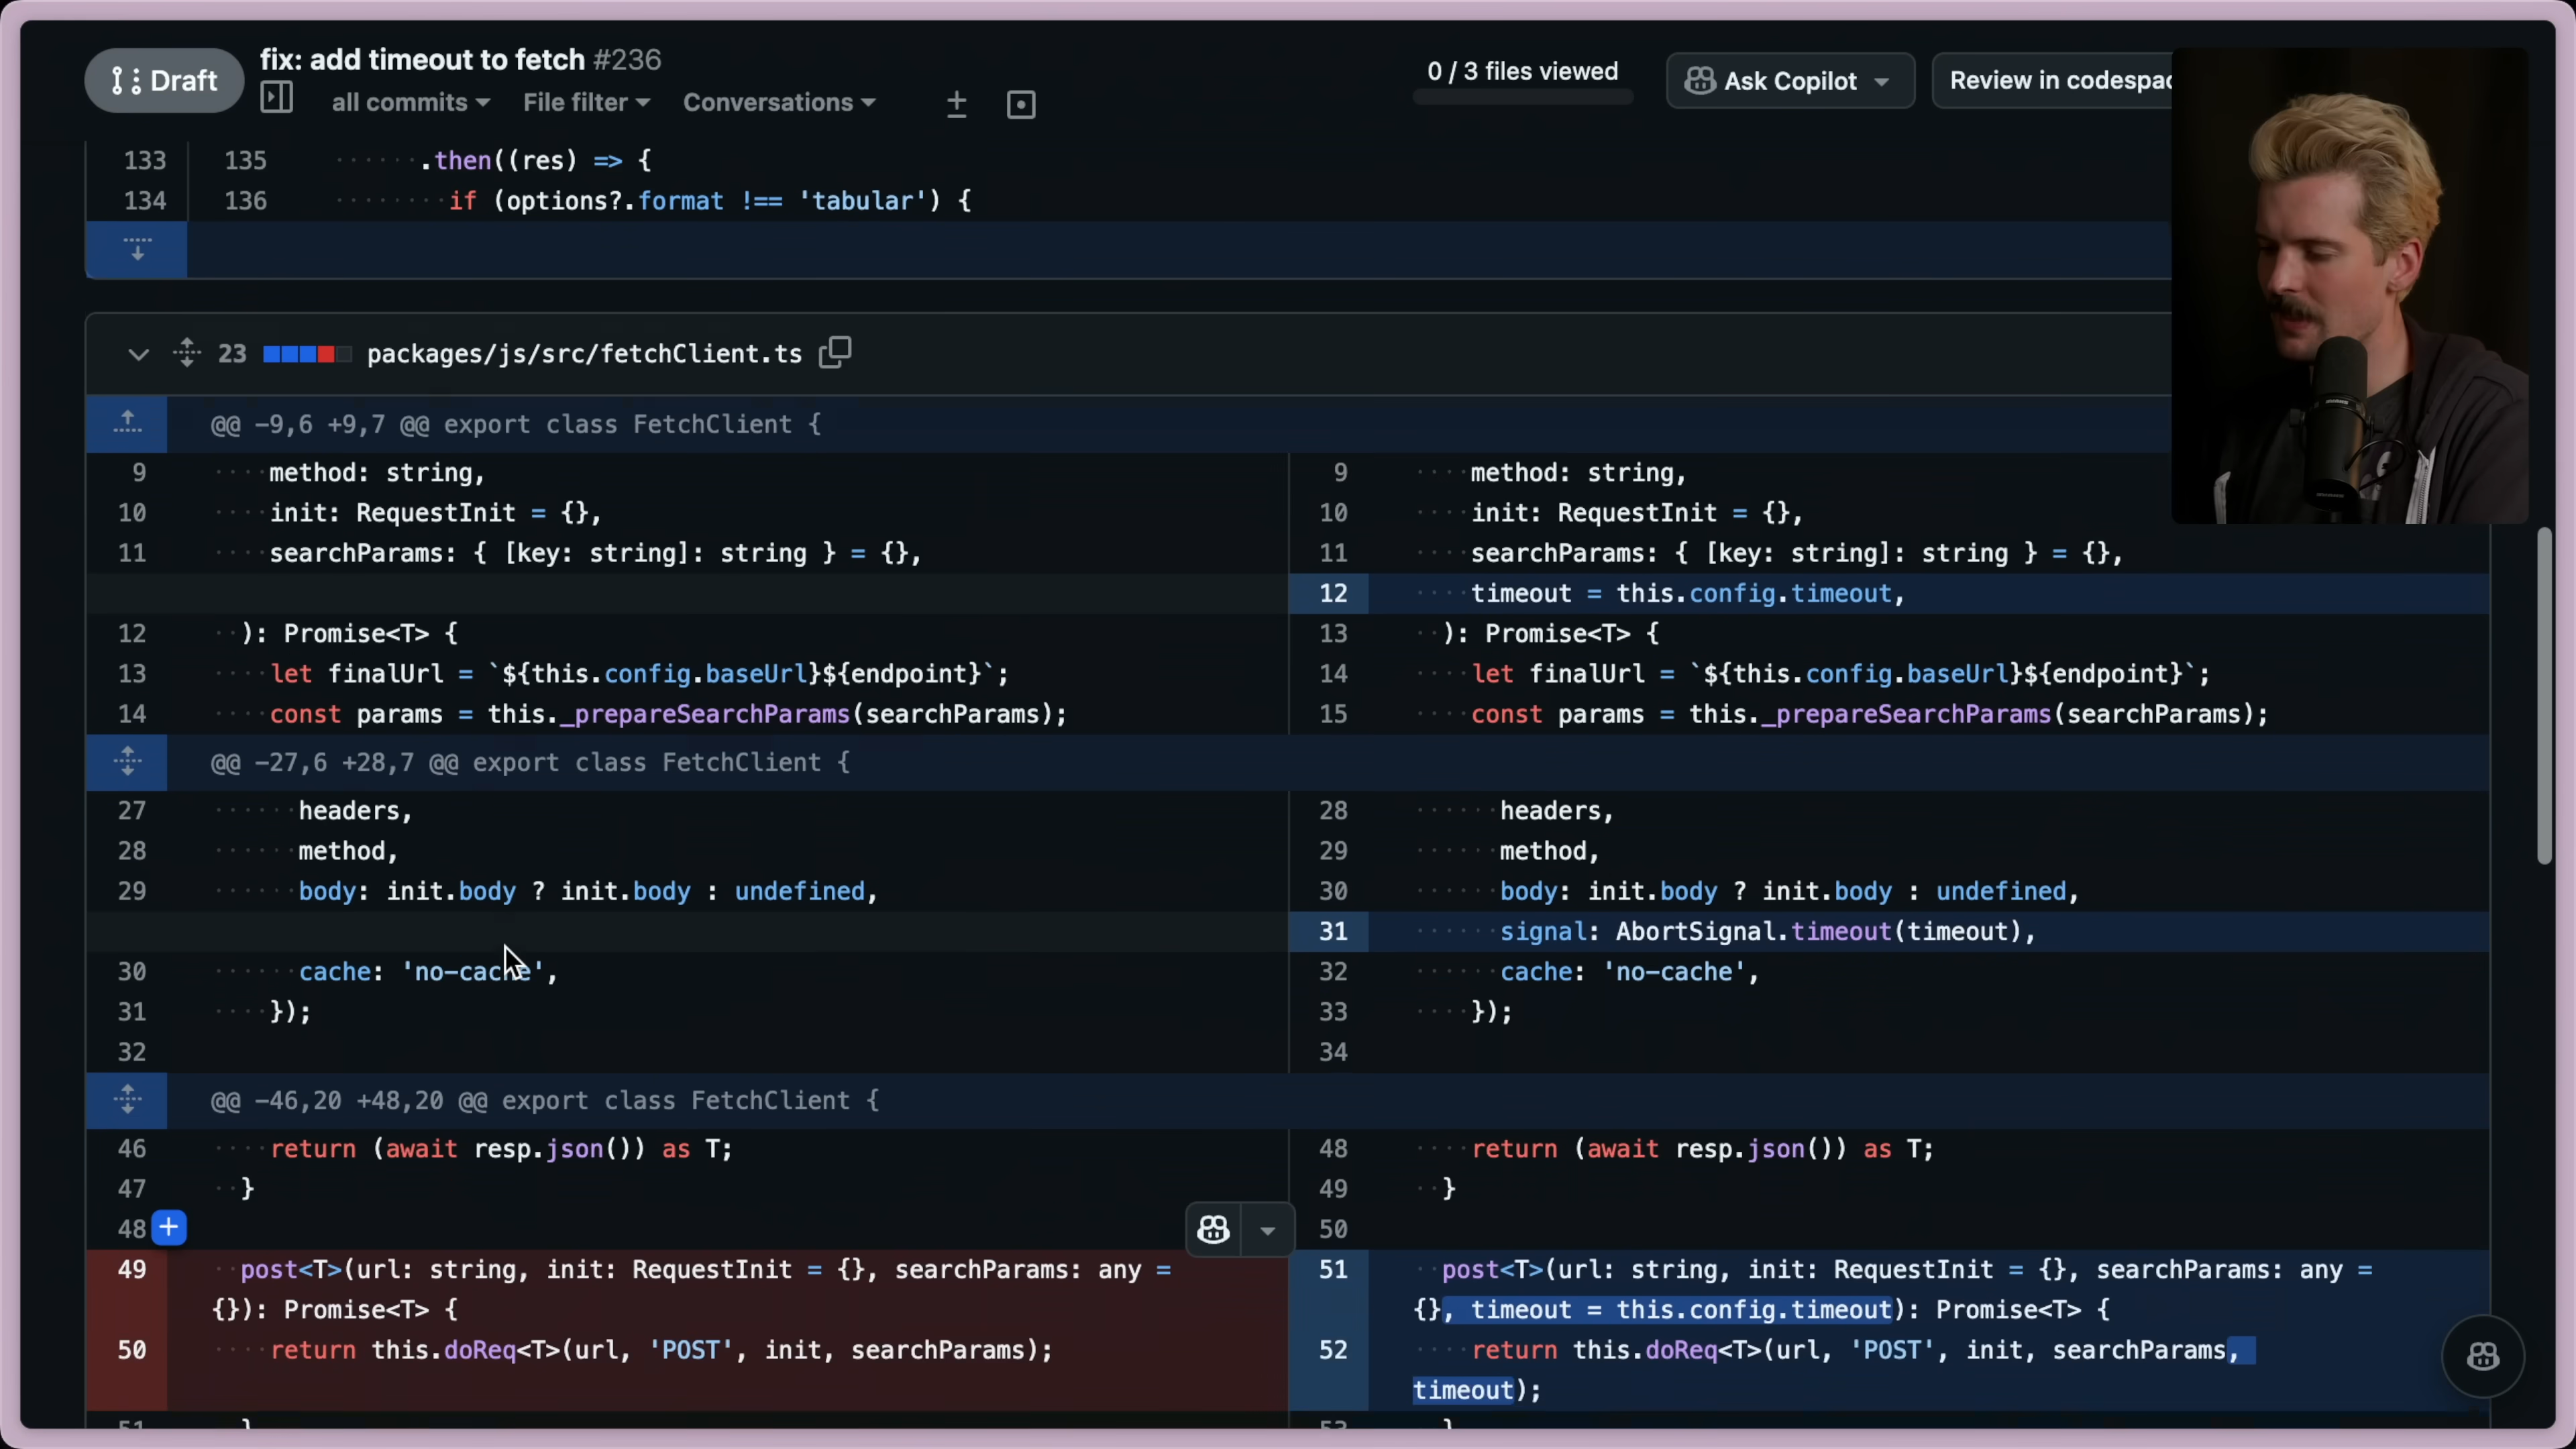 Draft
fix: add timeout to fetch #236
all commits
File filter
Conversations
0 / 3 files viewed
Ask Copilot
Review in codespac
133 135 .then((res) => {
134 136 if (options?.format !== 'tabular') {
23 packages/js/src/fetchClient.ts
@@ -9,6 +9,7 @@ export class FetchClient {
9 method: string,
10 init: RequestInit = {},
11 searchParams: { [key: string]: string } = {},
12 ): Promise<T> {
13 let finalUrl = `${this.config.baseUrl}${endpoint}`;
14 const params = this._prepareSearchParams(searchParams);
9 method: string,
10 init: RequestInit = {},
11 searchParams: { [key: string]: string } = {},
12 timeout = this.config.timeout,
13 ): Promise<T> {
14 let finalUrl = `${this.config.baseUrl}${endpoint}`;
15 const params = this._prepareSearchParams(searchParams);
@@ -27,6 +28,7 @@ export class FetchClient {
27 headers,
28 method,
29 body: init.body ? init.body : undefined,
30 cache: 'no-cache',
31 });
32
28 headers,
29 method,
30 body: init.body ? init.body : undefined,
31 signal: AbortSignal.timeout(timeout),
32 cache: 'no-cache',
33 });
34
@@ -46,20 +48,20 @@ export class FetchClient {
46 return (await resp.json()) as T;
47 }
48
49 post<T>(url: string, init: RequestInit = {}, searchParams: any =
{}): Promise<T> {
50 return this.doReq<T>(url, 'POST', init, searchParams);
51 }
48 return (await resp.json()) as T;
49 }
50
51 post<T>(url: string, init: RequestInit = {}, searchParams: any =
{}, timeout = this.config.timeout): Promise<T> {
52 return this.doReq<T>(url, 'POST', init, searchParams,
timeout);
53 }